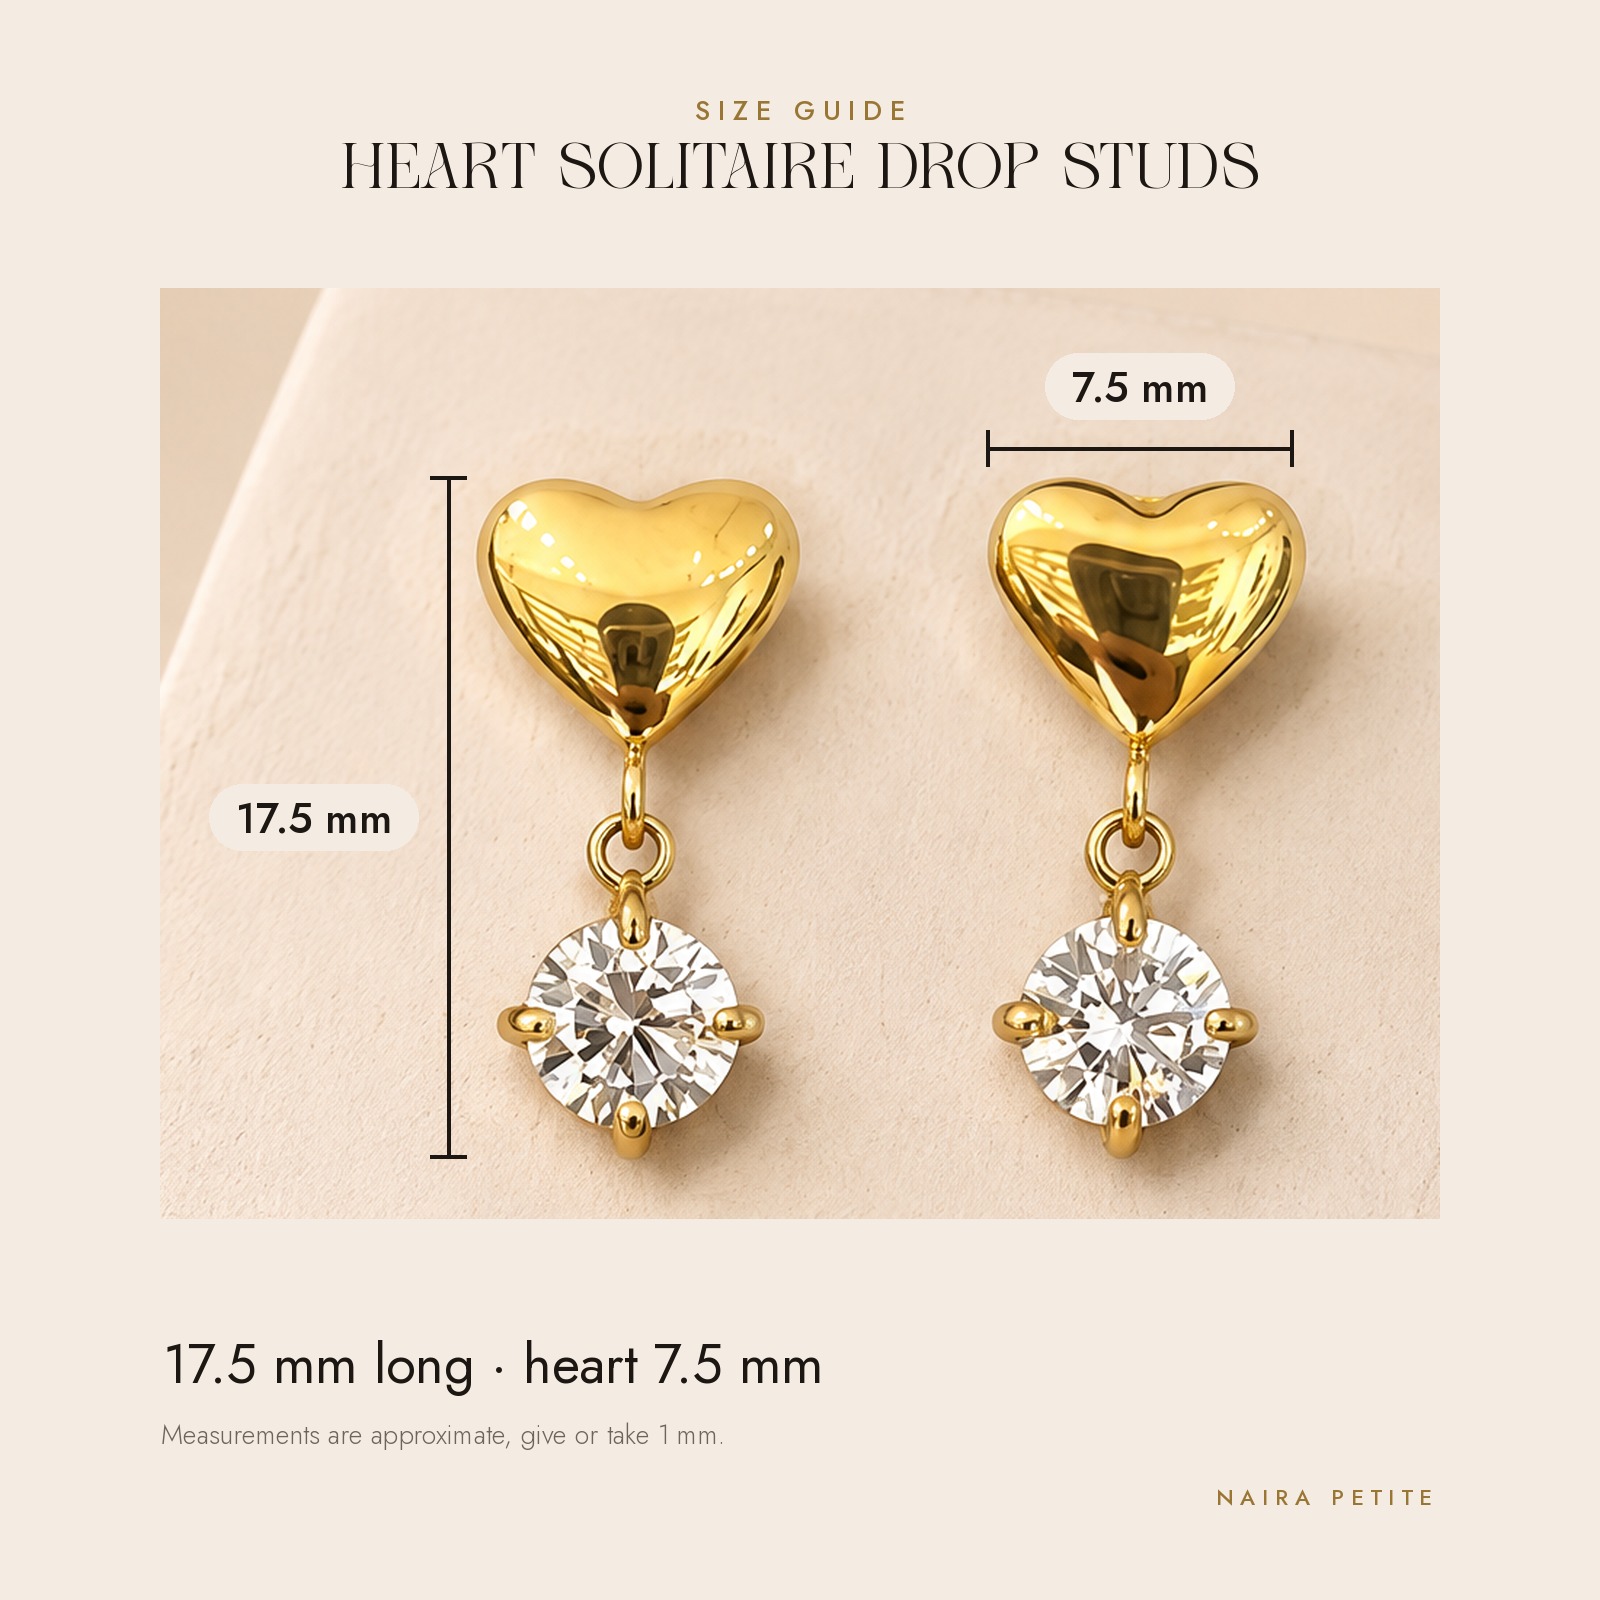 SIZE GUIDE
HEART SOLITAIRE DROP STUDS
7.5 mm
17.5 mm
17.5 mm long · heart 7.5 mm
Measurements are approximate, give or take 1 mm.
NAIRA PETITE